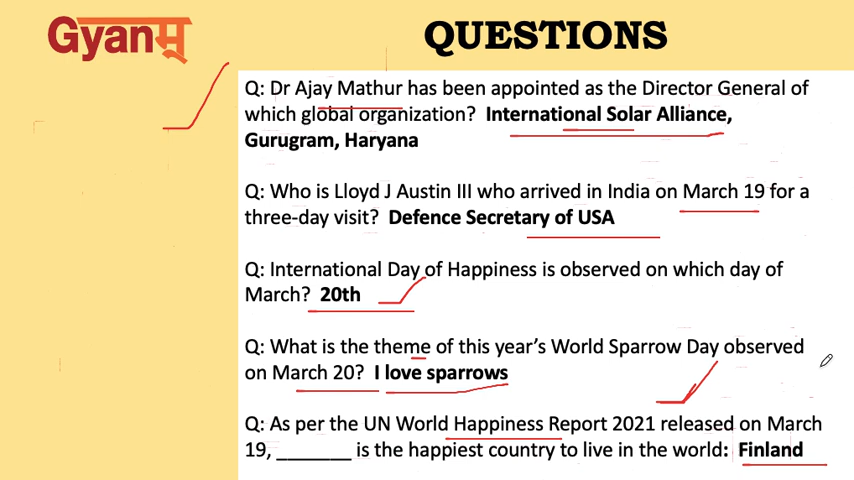 Gyanम्
QUESTIONS
Q: Dr Ajay Mathur has been appointed as the Director General of
which global organization? International Solar Alliance,
Gurugram, Haryana
Q: Who is Lloyd J Austin III who arrived in India on March 19 for a
three-day visit? Defence Secretary of USA
Q: International Day of Happiness is observed on which day of
March? 20th
Q: What is the theme of this year’s World Sparrow Day observed
on March 20? I love sparrows
Q: As per the UN World Happiness Report 2021 released on March
19, _______ is the happiest country to live in the world: Finland